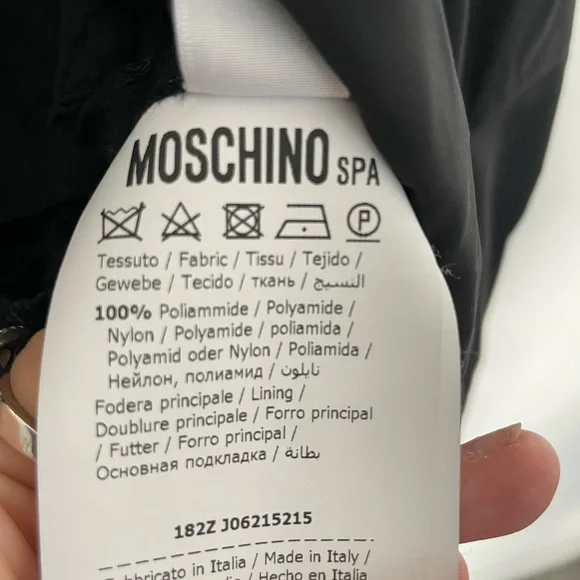 MOSCHINO SPA
P
Tessuto / Fabric / Tissu / Tejido /
Gewebe / Tecido / ткань / النسيج
100% Poliammide / Polyamide /
Nylon / Polyamide / poliamida /
Polyamid oder Nylon / Poliamida /
Нейлон, полиамид / نايلون
Fodera principale / Lining /
Doublure principale / Forro principal
/ Futter / Forro principal /
Основная подкладка / بطانة
182Z J06215215
in Italia / Made in Italy /
/ Hecho en Italia